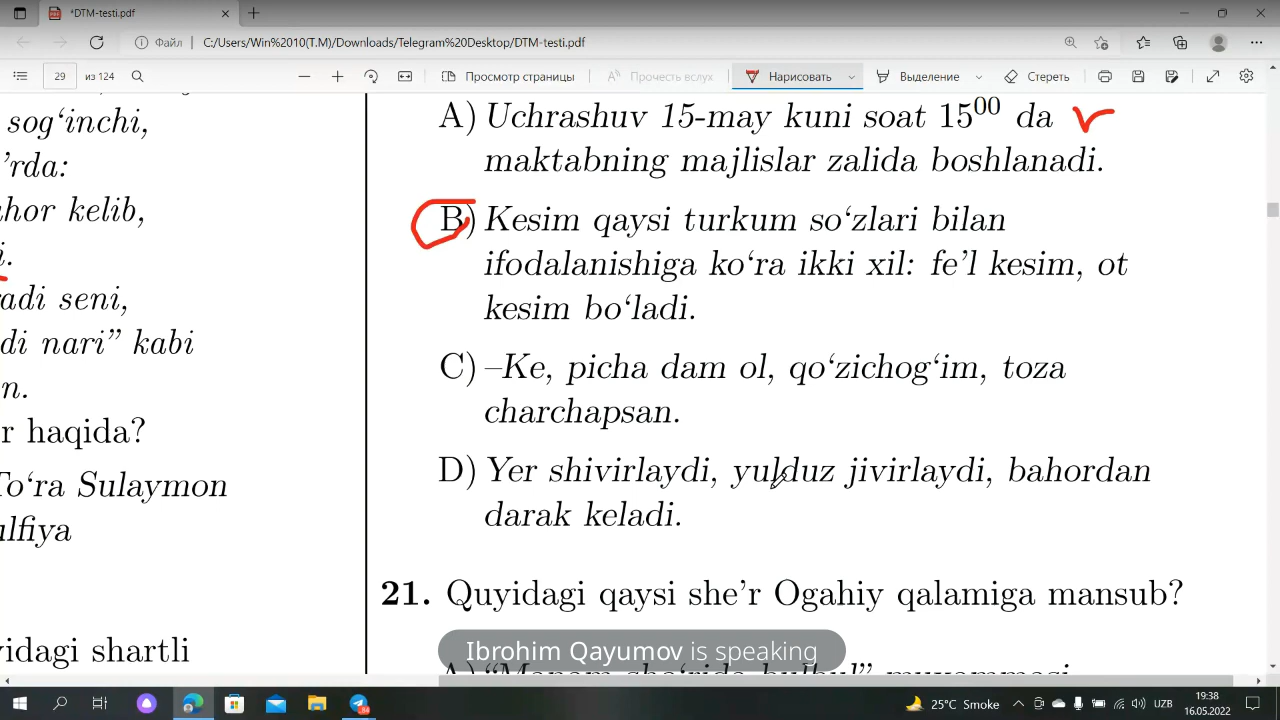 *DTM-testi.pdf
Файл
C:/Users/Win%2010(T.M)/Downloads/Telegram%20Desktop/DTM-testi.pdf
29 из 124
Просмотр страницы
Прочесть вслух
Нарисовать
Выделение
Стереть
sog‘inchi,
’rda:
hor kelib,
i.
adi seni,
di nari” kabi
n.
r haqida?
To‘ra Sulaymon
ulfiya
idagi shartli
A) Uchrashuv 15-may kuni soat 15⁰⁰ da
maktabning majlislar zalida boshlanadi.
B) Kesim qaysi turkum so‘zlari bilan
ifodalanishiga ko‘ra ikki xil: fe’l kesim, ot
kesim bo‘ladi.
C) –Ke, picha dam ol, qo‘zichog‘im, toza
charchapsan.
D) Yer shivirlaydi, yulduz jivirlaydi, bahordan
darak keladi.
21. Quyidagi qaysi she’r Ogahiy qalamiga mansub?
Ibrohim Qayumov is speaking
25°C Smoke
UZB
19:38
16.05.2022